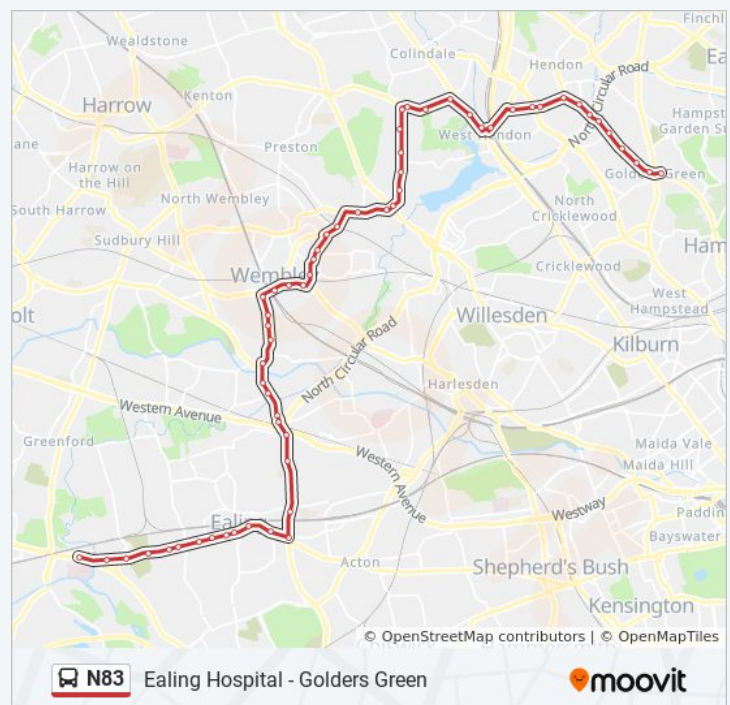 Finchl
Wealdstone
Colindale
Hendon
North Circular Road
Ea
Kenton
Harrow
Hampst
Garden Su
West Hendon
ane
Preston
Harrow on
the Hill
Golders Green
North Wembley
North
Cricklewood
South Harrow
Sudbury Hill
Ham
Wemble
Cricklewood
West
Hampstead
olt
Willesden
Kilburn
North Circular Road
Harlesden
Western Avenue
Greenford
Maida Vale
Maida Hill
Western Avenue
Ealin
Westway
Paddin
Bayswater
Acton
Shepherd's Bush
Kensington
© OpenStreetMap contributors | © OpenMapTiles
N83 Ealing Hospital - Golders Green
moovit